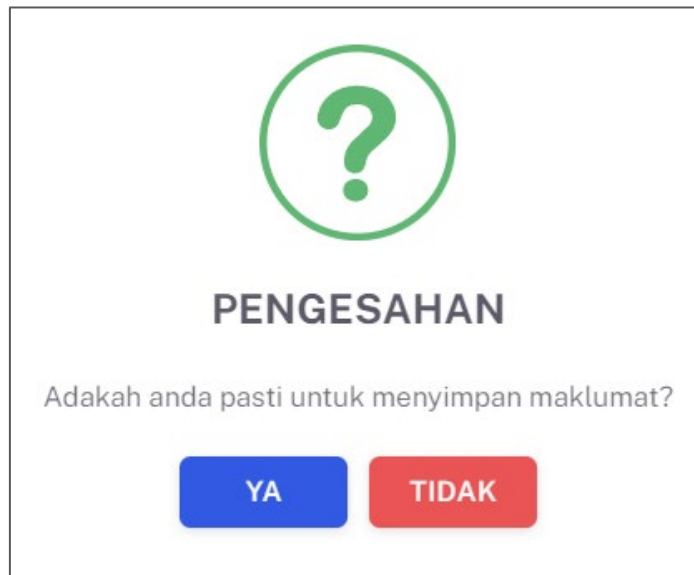 ?
PENGESAHAN
Adakah anda pasti untuk menyimpan maklumat?
YA
TIDAK